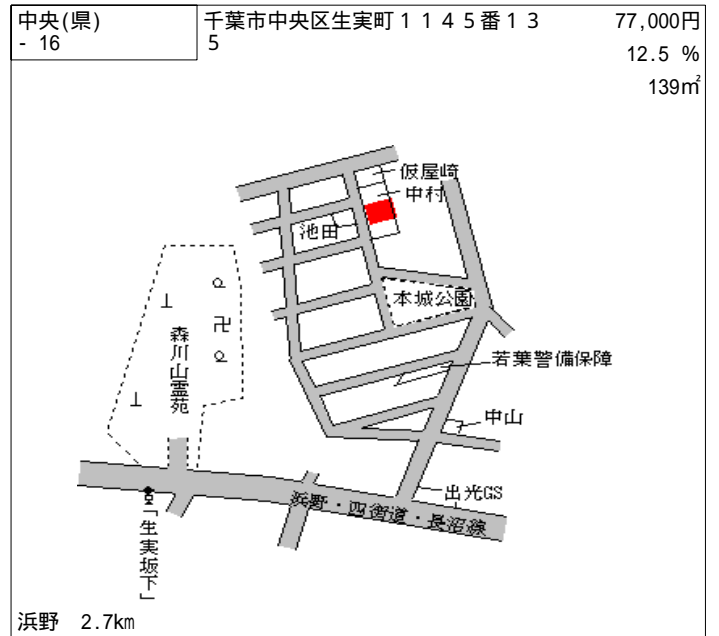 中央(県)
- 16
千葉市中央区生実町１１４５番１３
5
77,000円
12.5 %
139㎡
仮屋崎
中村
池田
本城公園
卍
森川山霊苑
若葉警備保障
中山
出光GS
浜野・四街道・長沼線
「生実坂下」
浜野 2.7km